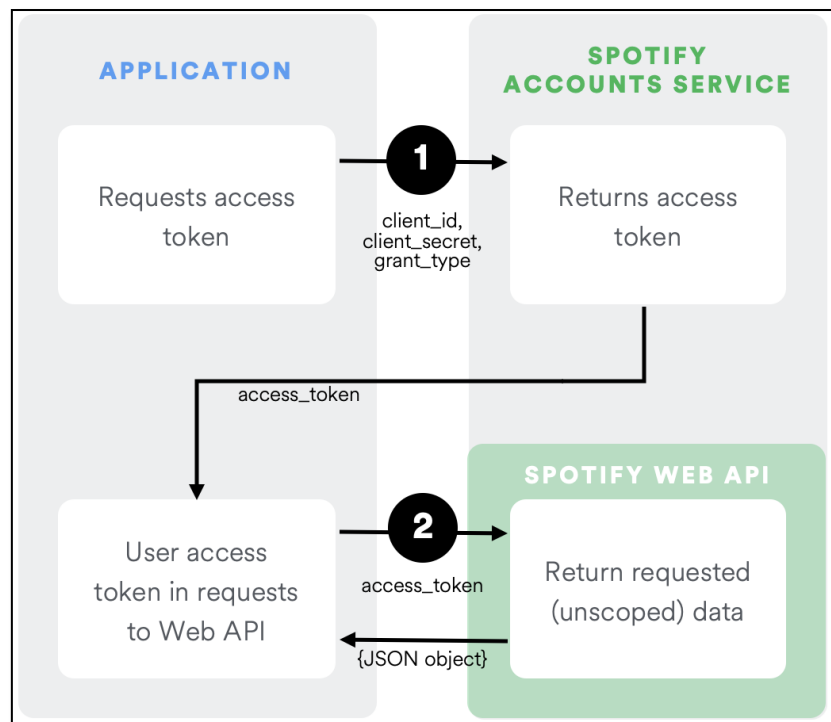 APPLICATION
SPOTIFY
ACCOUNTS SERVICE
Requests access
token
1
client_id,
client_secret,
grant_type
Returns access
token
access_token
User access
token in requests
to Web API
2
access_token
{JSON object}
SPOTIFY WEB API
Return requested
(unscoped) data